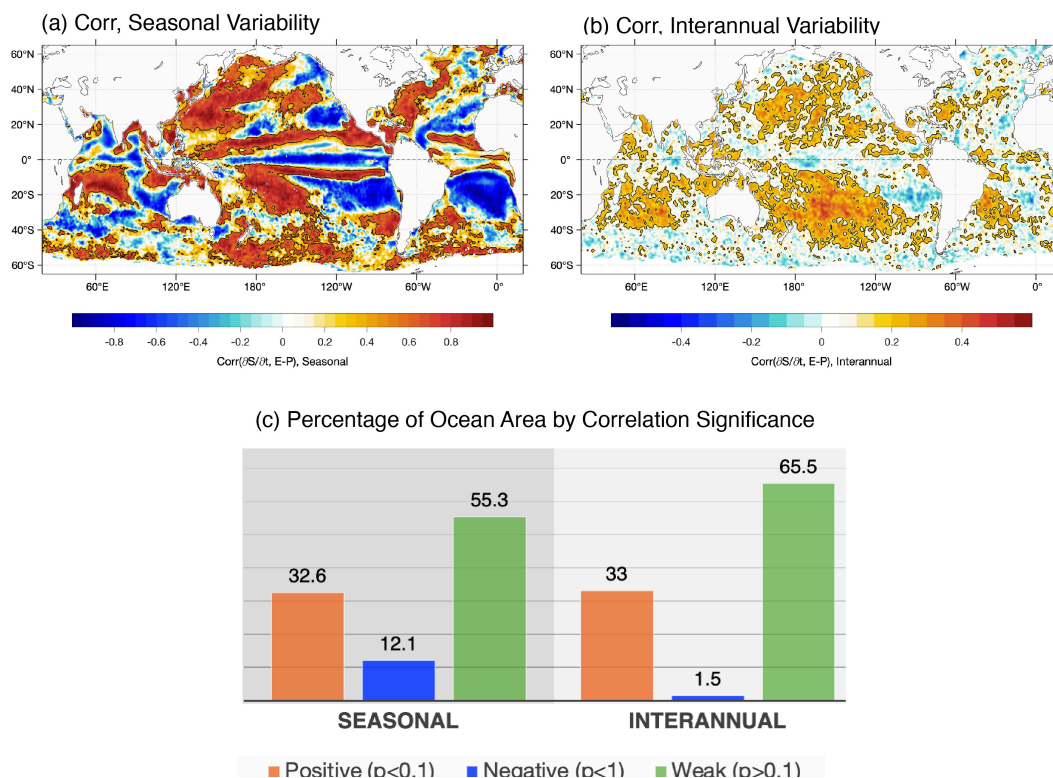 (a) Corr, Seasonal Variability
60°N
40°N
20°N
0°
20°S
40°S
60°S
60°E 120°E 180° 120°W 60°W 0°
-0.8 -0.6 -0.4 -0.2 0 0.2 0.4 0.6 0.8
Corr(∂S/∂t, E-P), Seasonal
(b) Corr, Interannual Variability
60°N
40°N
20°N
0°
20°S
40°S
60°S
60°E 120°E 180° 120°W 60°W 0°
-0.4 -0.2 0 0.2 0.4
Corr(∂S/∂t, E-P), Interannual
(c) Percentage of Ocean Area by Correlation Significance
32.6 12.1 55.3 33 1.5 65.5
SEASONAL INTERANNUAL
Positive (p<0.1) Negative (p<1) Weak (p>0.1)